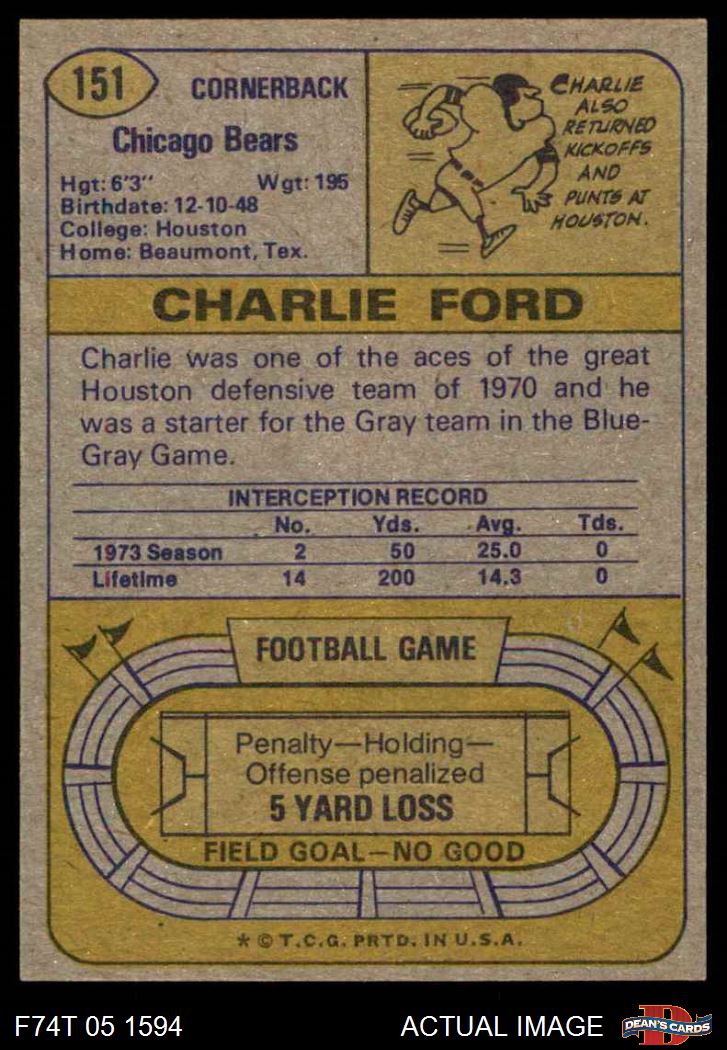 151
CORNERBACK
Chicago Bears
Hgt: 6'3" Wgt: 195
Birthdate: 12-10-48
College: Houston
Home: Beaumont, Tex.
CHARLIE
ALSO
RETURNED
KICKOFFS
AND
PUNTS AT
HOUSTON.
CHARLIE FORD
Charlie was one of the aces of the great
Houston defensive team of 1970 and he
was a starter for the Gray team in the Blue-
Gray Game.
INTERCEPTION RECORD
No. Yds. Avg. Tds.
1973 Season 2 50 25.0 0
Lifetime 14 200 14.3 0
FOOTBALL GAME
Penalty—Holding—
Offense penalized
5 YARD LOSS
FIELD GOAL—NO GOOD
* © T.C.G. PRTD. IN U.S.A.
F74T 05 1594 ACTUAL IMAGE
D
DEAN'S CARDS